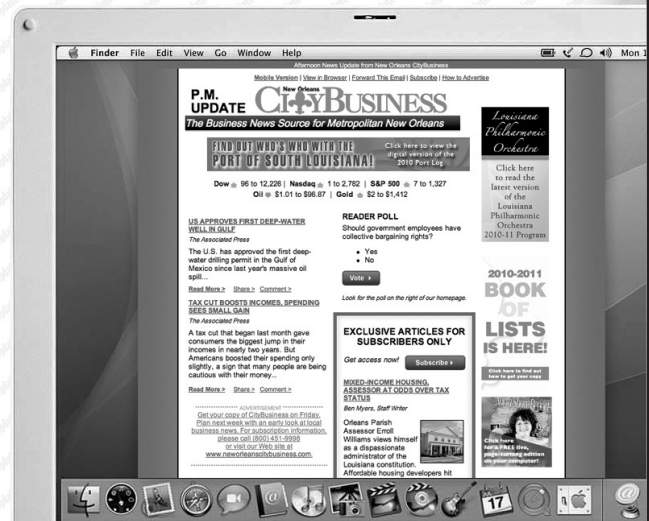 Finder File Edit View Go Window Help
Mon 1
Afternoon News Update from New Orleans CityBusiness
Mobile Version | View in Browser | Forward This Email | Subscribe | How to Advertise
P.M.
UPDATE
New Orleans
CITYBUSINESS
The Business News Source for Metropolitan New Orleans
FIND OUT WHO'S WHO WITH THE
PORT OF SOUTH LOUISIANA!
Click here to view the
digital version of the
2010 Port Log
Dow 96 to 12,226 | Nasdaq 1 to 2,782 | S&P 500 7 to 1,327
Oil $1.01 to $96.87 | Gold $2 to $1,412
US APPROVES FIRST DEEP-WATER
WELL IN GULF
The Associated Press
The U.S. has approved the first deep-
water drilling permit in the Gulf of
Mexico since last year's massive oil
spill...
Read More > Share > Comment >
TAX CUT BOOSTS INCOMES, SPENDING
SEES SMALL GAIN
The Associated Press
A tax cut that began last month gave
consumers the biggest jump in their
incomes in nearly two years. But
Americans boosted their spending only
slightly, a sign that many people are being
cautious with their money...
Read More > Share > Comment >
ADVERTISEMENT
Get your copy of CityBusiness on Friday.
Plan next week with an early look at local
business news. For subscription information,
please call (800) 451-9998
or visit our Web site at
www.neworleanscitybusiness.com.
READER POLL
Should government employees have
collective bargaining rights?
• Yes
• No
Vote
Look for the poll on the right of our homepage.
EXCLUSIVE ARTICLES FOR
SUBSCRIBERS ONLY
Get access now! Subscribe
MIXED-INCOME HOUSING,
ASSESSOR AT ODDS OVER TAX
STATUS
Ben Myers, Staff Writer
Orleans Parish
Assessor Erroll
Williams views himself
as a dispassionate
administrator of the
Louisiana constitution.
Affordable housing developers hit
Louisiana
Philharmonic
Orchestra
Click here
to read the
latest version
of the
Louisiana
Philharmonic
Orchestra
2010-11 Program
2010-2011
BOOK
OF
LISTS
IS HERE!
Click here to find out
how to get your copy
Click here
for a FREE live,
page-turning edition
on your computer!
17